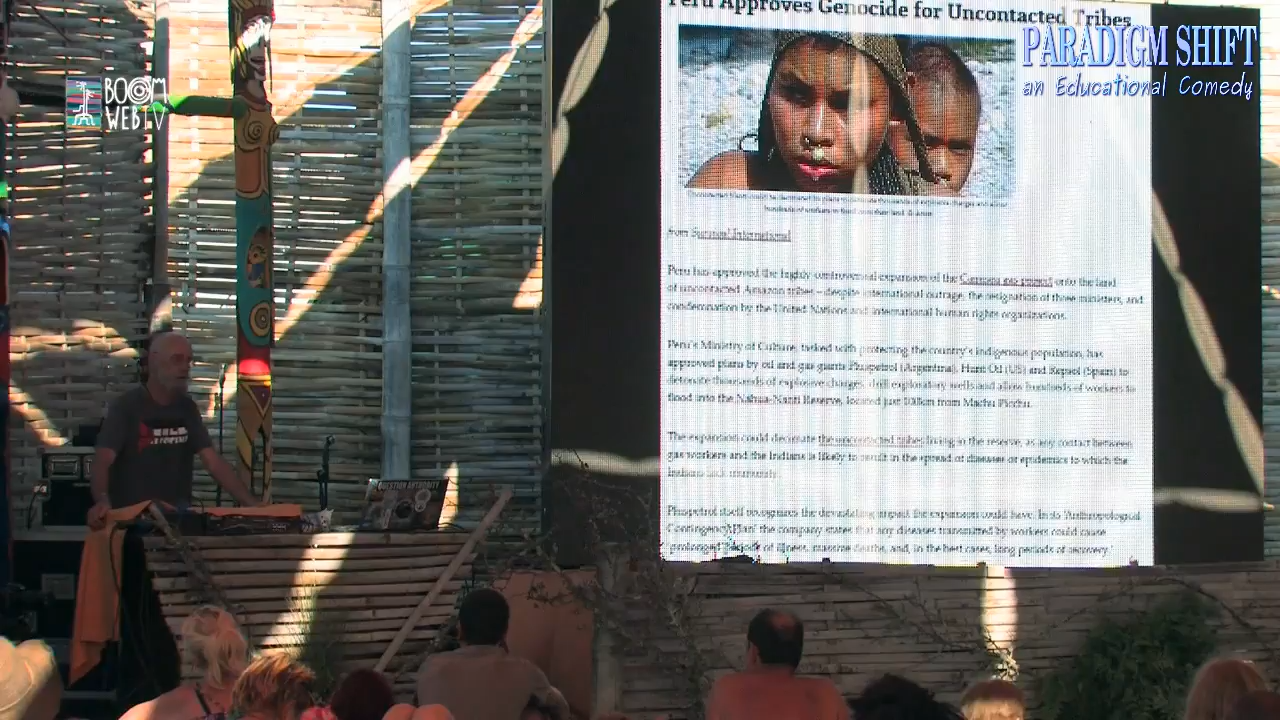 Peru Approves Genocide for Uncontacted Tribes
PARADIGM SHIFT
an Educational Comedy
BOOM
WEBTV
from Survival International
Peru has approved the highly controversial expansion of the Camisea gas project onto the land
of uncontacted Amazon tribes – despite international outrage, the resignation of three ministers, and
condemnation by the United Nations and international human rights organizations.
Peru's Ministry of Culture, tasked with protecting the country's indigenous population, has
approved plans by oil and gas giants Pluspetrol (Argentina), Hunt Oil (US) and Repsol (Spain) to
detonate thousands of explosive charges, drill exploratory wells and allow hundreds of workers to
flood into the Nahua-Nanti Reserve, located just 100km from Machu Picchu.
The expansion could decimate the uncontacted tribes living in the reserve, as any contact between
gas workers and the Indians is likely to result in the spread of diseases or epidemics to which the
Indians lack immunity.
Pluspetrol itself recognizes the devastating impact the expansion could have. In its 'Anthropological
Contingency Plan' the company states that any diseases transmitted by workers could cause
'prolonged periods of illness, massive deaths, and, in the best cases, long periods of recovery.'
QUESTION AUTHORITY